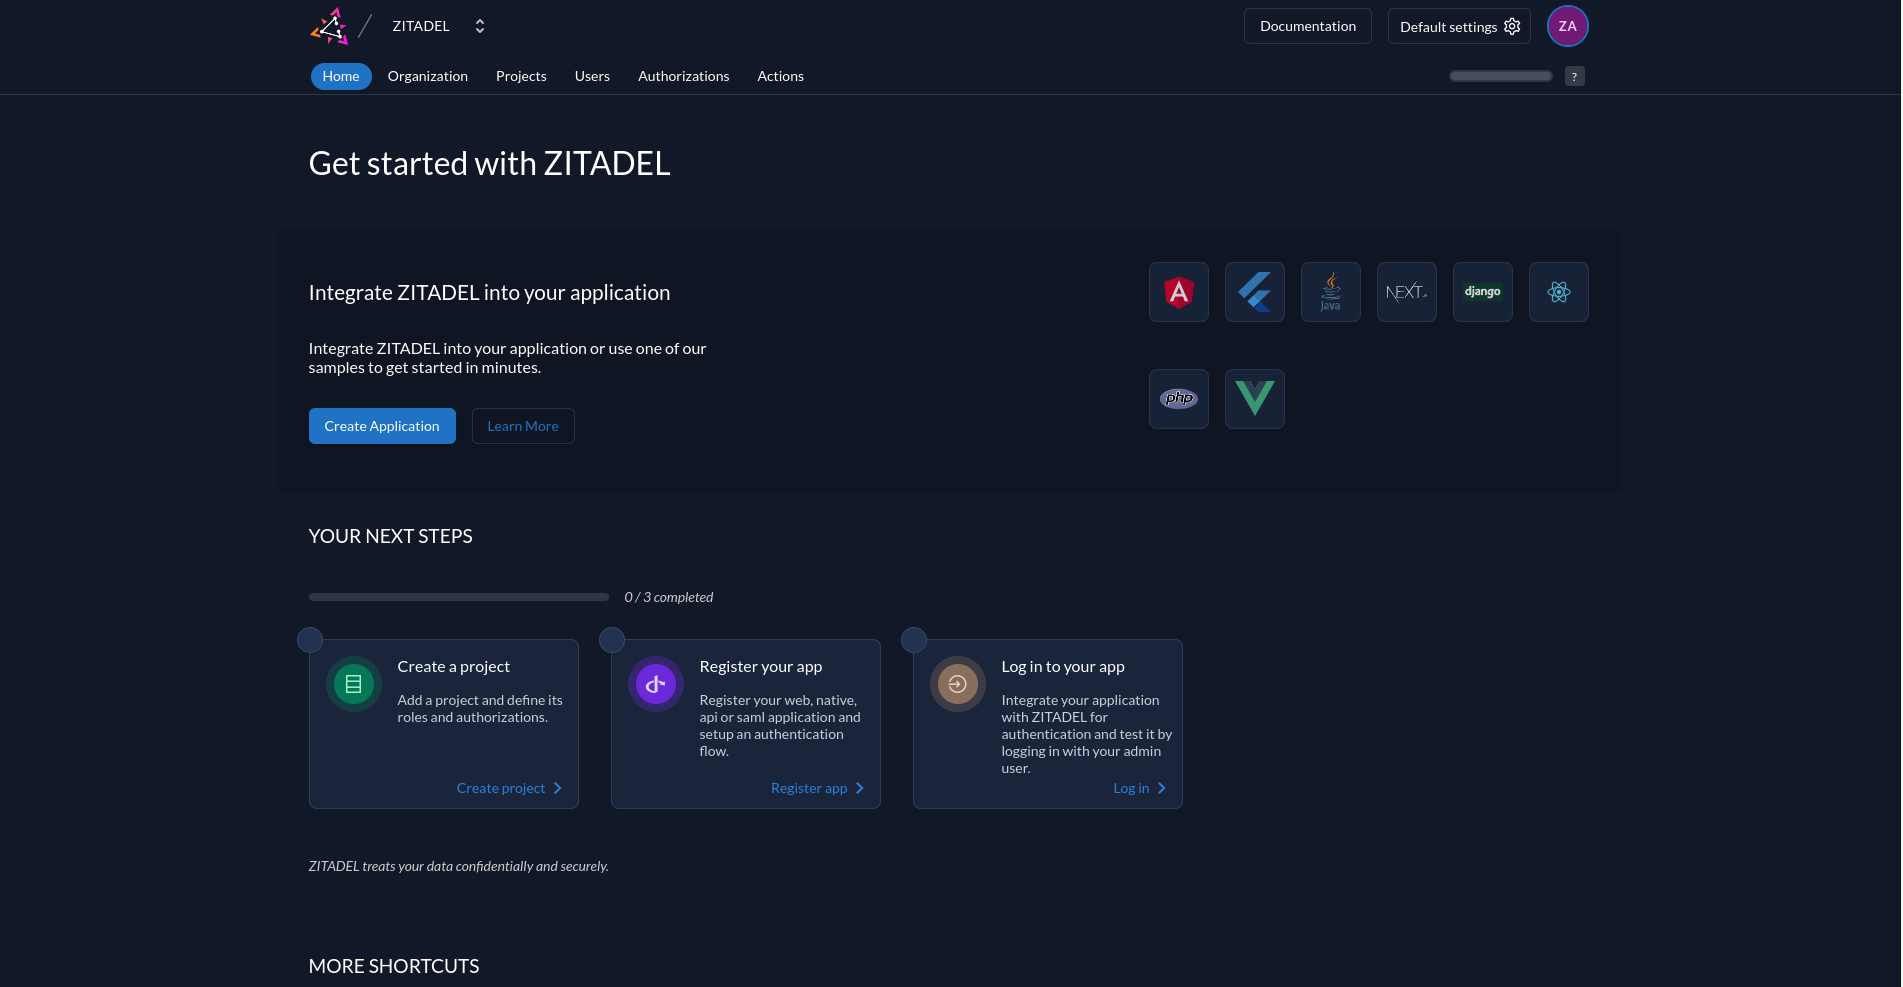 ZITADEL
Documentation
Default settings
ZA
Home
Organization
Projects
Users
Authorizations
Actions
?
Get started with ZITADEL
Integrate ZITADEL into your application
Integrate ZITADEL into your application or use one of our
samples to get started in minutes.
Create Application
Learn More
A
Java
NEXT.JS
django
php
YOUR NEXT STEPS
0 / 3 completed
Create a project
Add a project and define its
roles and authorizations.
Create project
Register your app
Register your web, native,
api or saml application and
setup an authentication
flow.
Register app
Log in to your app
Integrate your application
with ZITADEL for
authentication and test it by
logging in with your admin
user.
Log in
ZITADEL treats your data confidentially and securely.
MORE SHORTCUTS